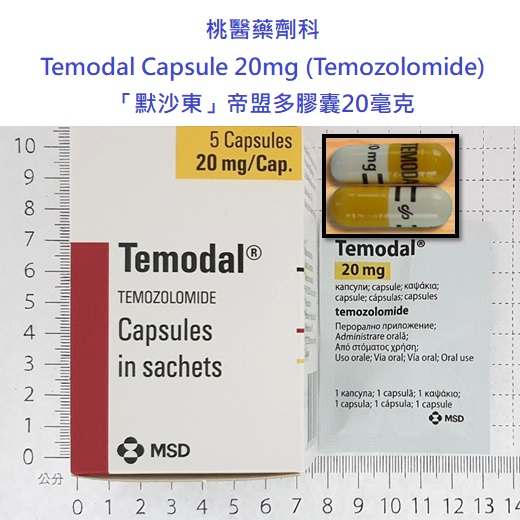 桃醫藥劑科
Temodal Capsule 20mg (Temozolomide)
「默沙東」帝盟多膠囊20毫克
5 Capsules
20 mg/Cap.
Temodal®
TEMOZOLOMIDE
Capsules
in sachets
MSD
0 mg
TEMODAL
Temodal®
20 mg
капсули; capsule; καψάκια;
capsule; cápsulas; capsules
temozolomide
Перорално приложение;
Administrare orală;
Από στόματος χρήση;
Uso orale; Via oral; Vía oral; Oral use
1 капсула; 1 capsulă; 1 καψάκιο;
1 capsula; 1 cápsula; 1 capsule
MSD
10
9
8
7
6
5
4
3
2
1
0
公分
0 1 2 3 4 5 6 7 8 9 10 11 12 13 14